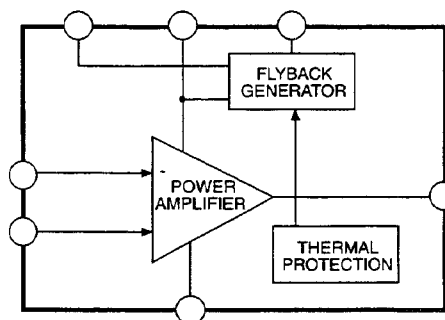 FLYBACK
GENERATOR
-
POWER
AMPLIFIER
THERMAL
PROTECTION